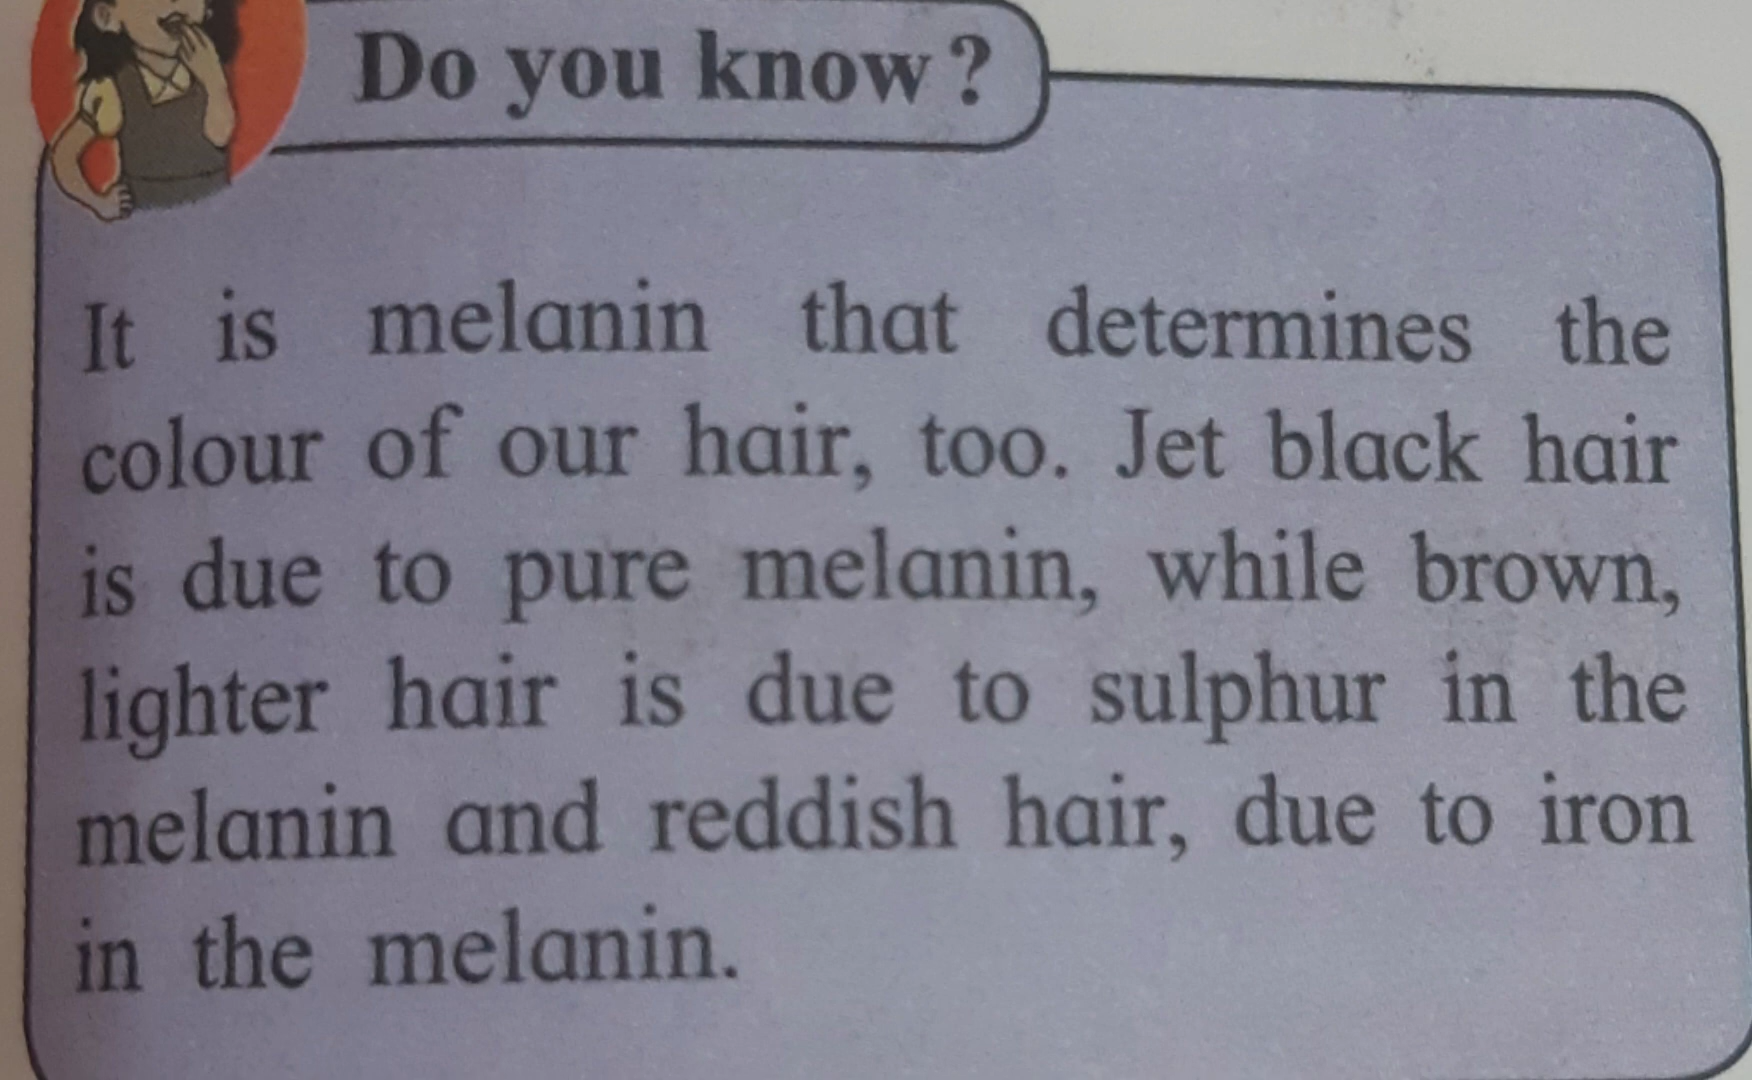 Do you know ?
It is melanin that determines the
colour of our hair, too. Jet black hair
is due to pure melanin, while brown,
lighter hair is due to sulphur in the
melanin and reddish hair, due to iron
in the melanin.